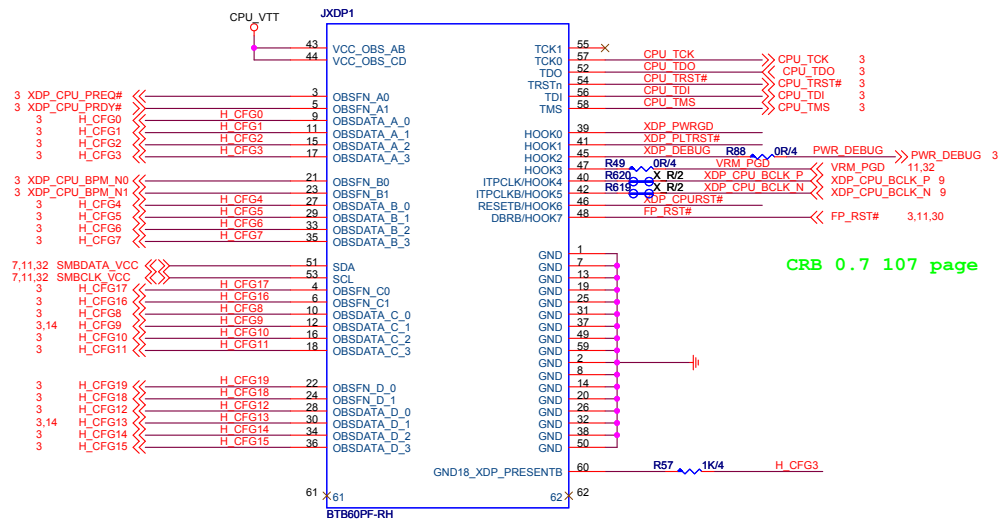 CPU_VTT
JXDP1
43 VCC_OBS_AB
44 VCC_OBS_CD
3 XDP_CPU_PREQ# 3 OBSFN_A0
3 XDP_CPU_PRDY# 5 OBSFN_A1
3 H_CFG0 H_CFG0 9 OBSDATA_A_0
3 H_CFG1 H_CFG1 11 OBSDATA_A_1
3 H_CFG2 H_CFG2 15 OBSDATA_A_2
3 H_CFG3 H_CFG3 17 OBSDATA_A_3
3 XDP_CPU_BPM_N0 21 OBSFN_B0
3 XDP_CPU_BPM_N1 23 OBSFN_B1
3 H_CFG4 H_CFG4 27 OBSDATA_B_0
3 H_CFG5 H_CFG5 29 OBSDATA_B_1
3 H_CFG6 H_CFG6 33 OBSDATA_B_2
3 H_CFG7 H_CFG7 35 OBSDATA_B_3
7,11,32 SMBDATA_VCC 51 SDA
7,11,32 SMBCLK_VCC 53 SCL
3 H_CFG17 H_CFG17 4 OBSFN_C0
3 H_CFG16 H_CFG16 6 OBSFN_C1
3 H_CFG8 H_CFG8 10 OBSDATA_C_0
3,14 H_CFG9 H_CFG9 12 OBSDATA_C_1
3 H_CFG10 H_CFG10 16 OBSDATA_C_2
3 H_CFG11 H_CFG11 18 OBSDATA_C_3
3 H_CFG19 H_CFG19 22 OBSFN_D_0
3 H_CFG18 H_CFG18 24 OBSFN_D_1
3 H_CFG12 H_CFG12 28 OBSDATA_D_0
3,14 H_CFG13 H_CFG13 30 OBSDATA_D_1
3 H_CFG14 H_CFG14 34 OBSDATA_D_2
3 H_CFG15 H_CFG15 36 OBSDATA_D_3
61 61
TCK1 55
TCK0 57 CPU_TCK CPU_TCK 3
TDO 52 CPU_TDO CPU_TDO 3
TRSTn 54 CPU_TRST# CPU_TRST# 3
TDI 56 CPU_TDI CPU_TDI 3
TMS 58 CPU_TMS CPU_TMS 3
HOOK0 39 XDP_PWRGD
HOOK1 41 XDP_PLTRST#
HOOK2 45 XDP_DEBUG R88 0R/4 PWR_DEBUG PWR_DEBUG 3
HOOK3 47 R49 0R/4 VRM_PGD VRM_PGD 11,32
ITPCLK/HOOK4 40 R620 X_R/2 XDP_CPU_BCLK_P XDP_CPU_BCLK_P 9
ITPCLKB/HOOK5 42 R619 X_R/2 XDP_CPU_BCLK_N XDP_CPU_BCLK_N 9
RESETB/HOOK6 46 XDP_CPURST#
DBRB/HOOK7 48 FP_RST# FP_RST# 3,11,30
GND 1
GND 7
GND 13
GND 19
GND 25
GND 31
GND 37
GND 49
GND 59
GND 2
GND 8
GND 14
GND 20
GND 26
GND 32
GND 38
GND 50
CRB 0.7 107 page
GND18_XDP_PRESENTB 60 R57 1K/4 H_CFG3
62 62
BTB60PF-RH